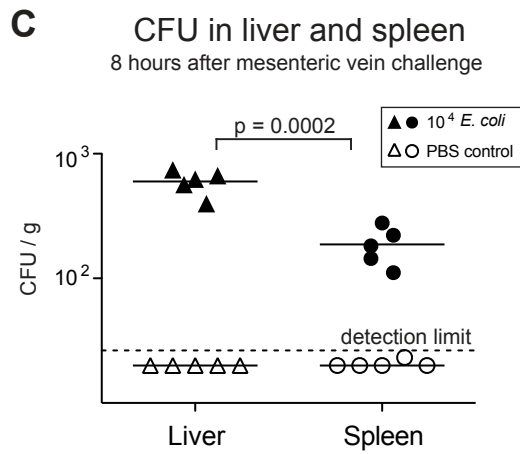 C
CFU in liver and spleen
8 hours after mesenteric vein challenge
p = 0.0002
10⁴ E. coli
PBS control
10³
10²
CFU / g
detection limit
Liver
Spleen